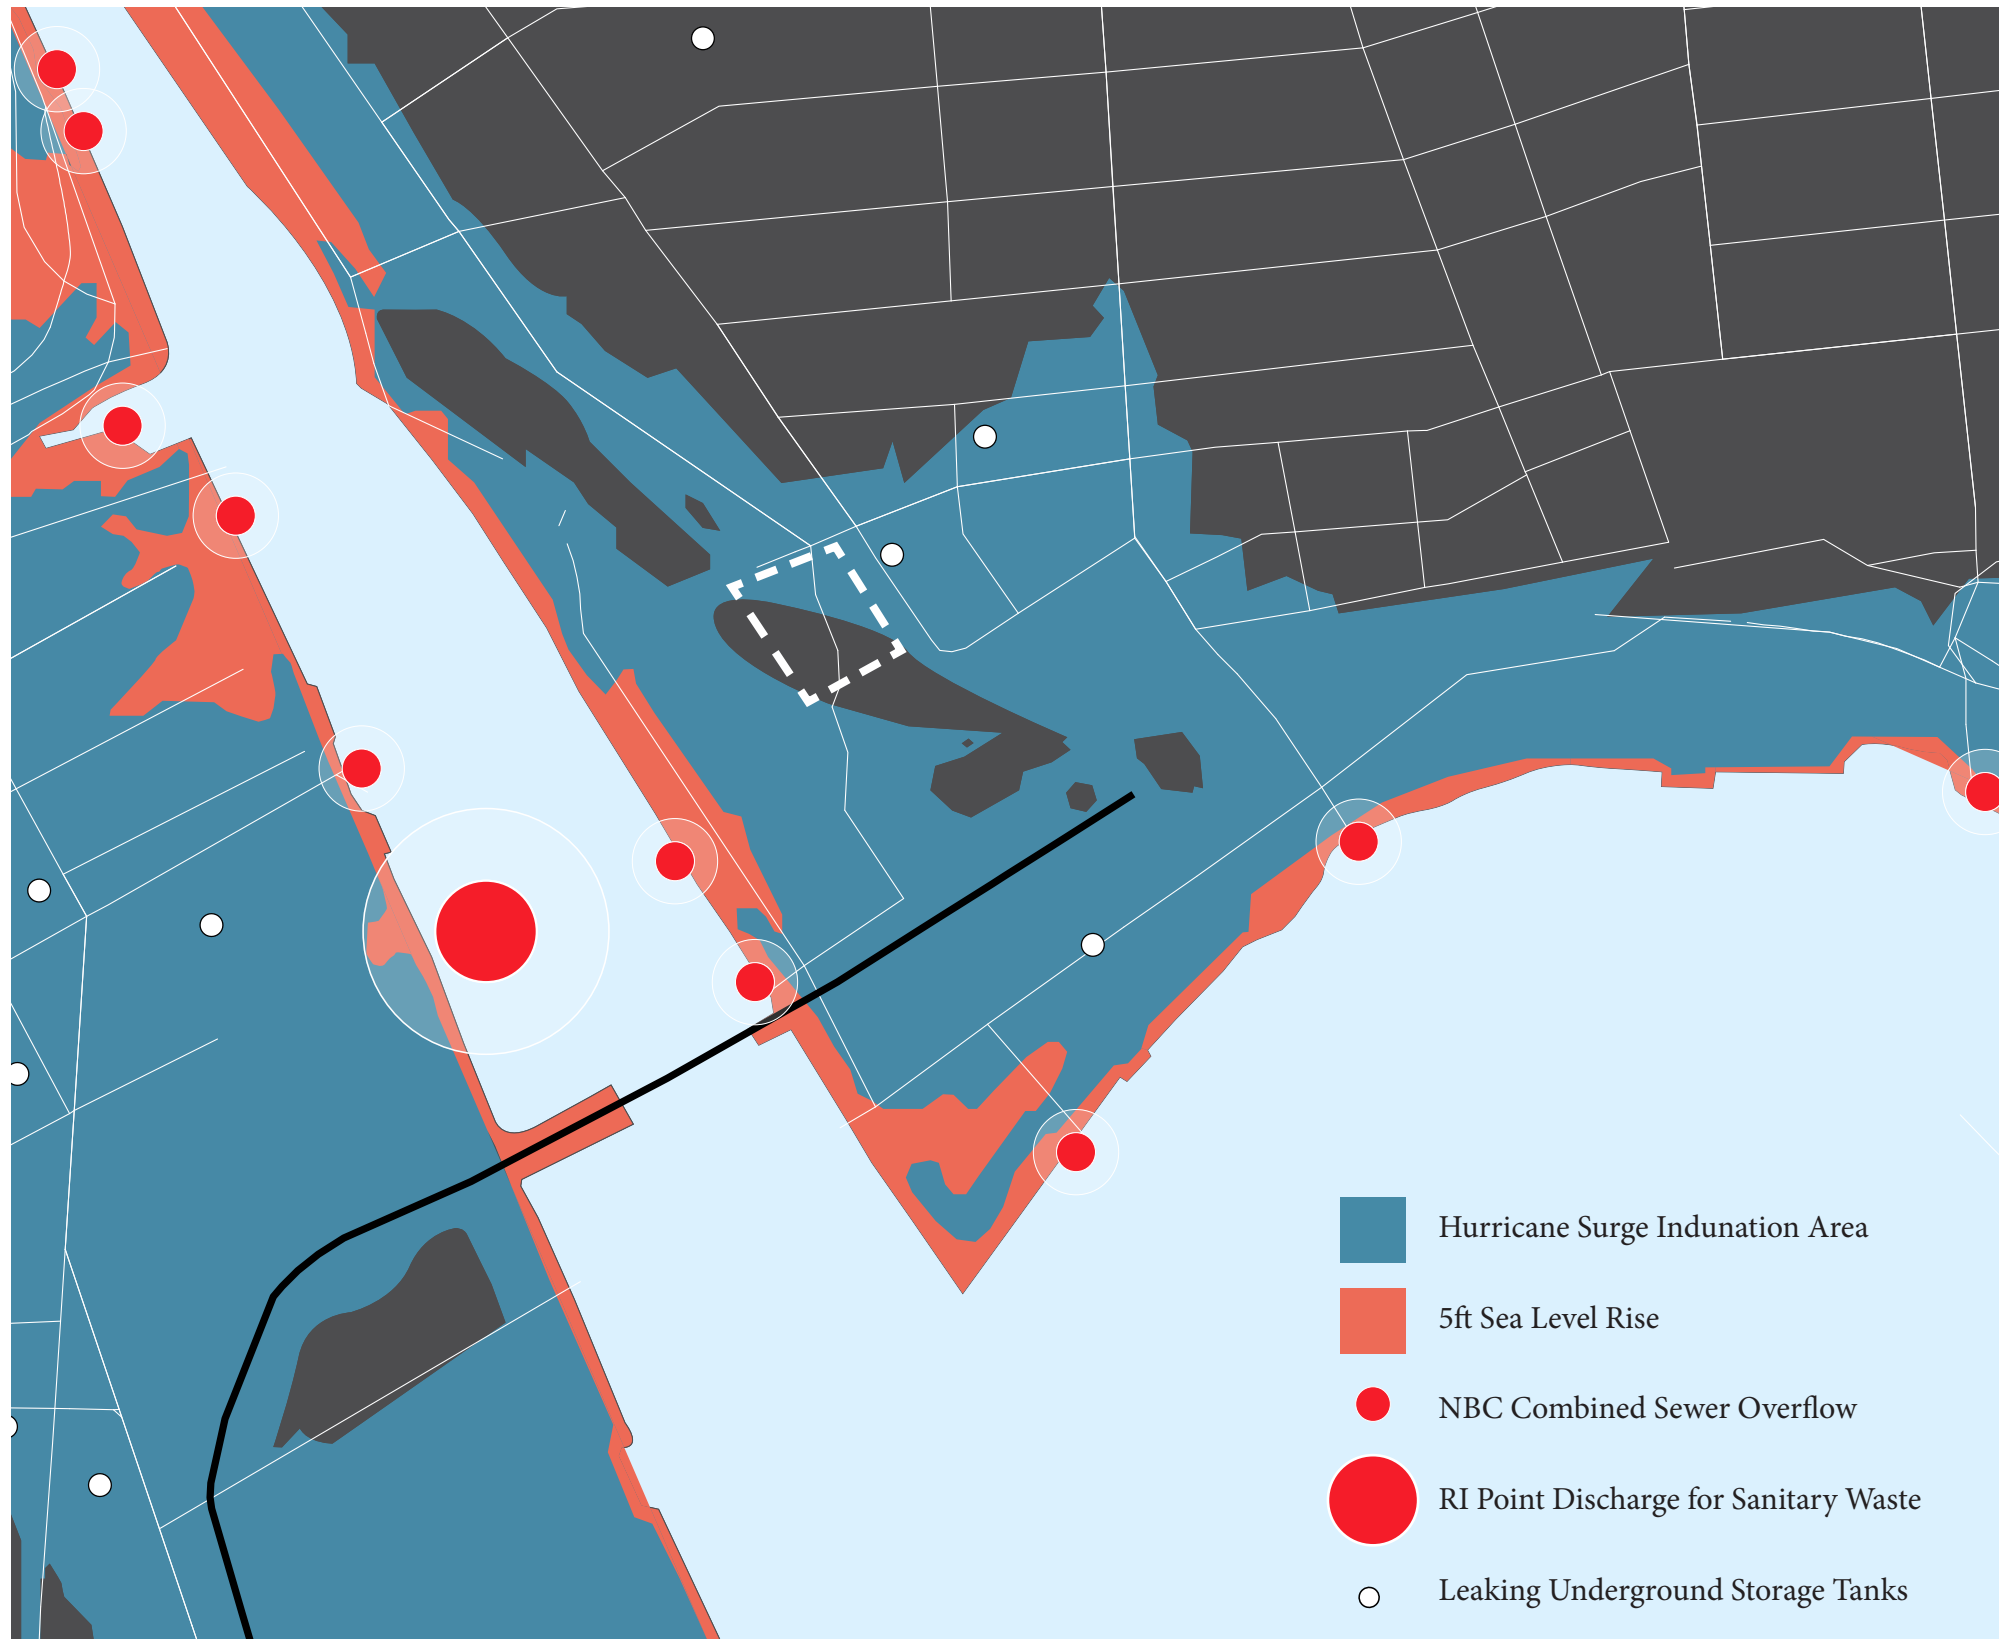 Hurricane Surge Indunation Area
5ft Sea Level Rise
NBC Combined Sewer Overflow
RI Point Discharge for Sanitary Waste
Leaking Underground Storage Tanks